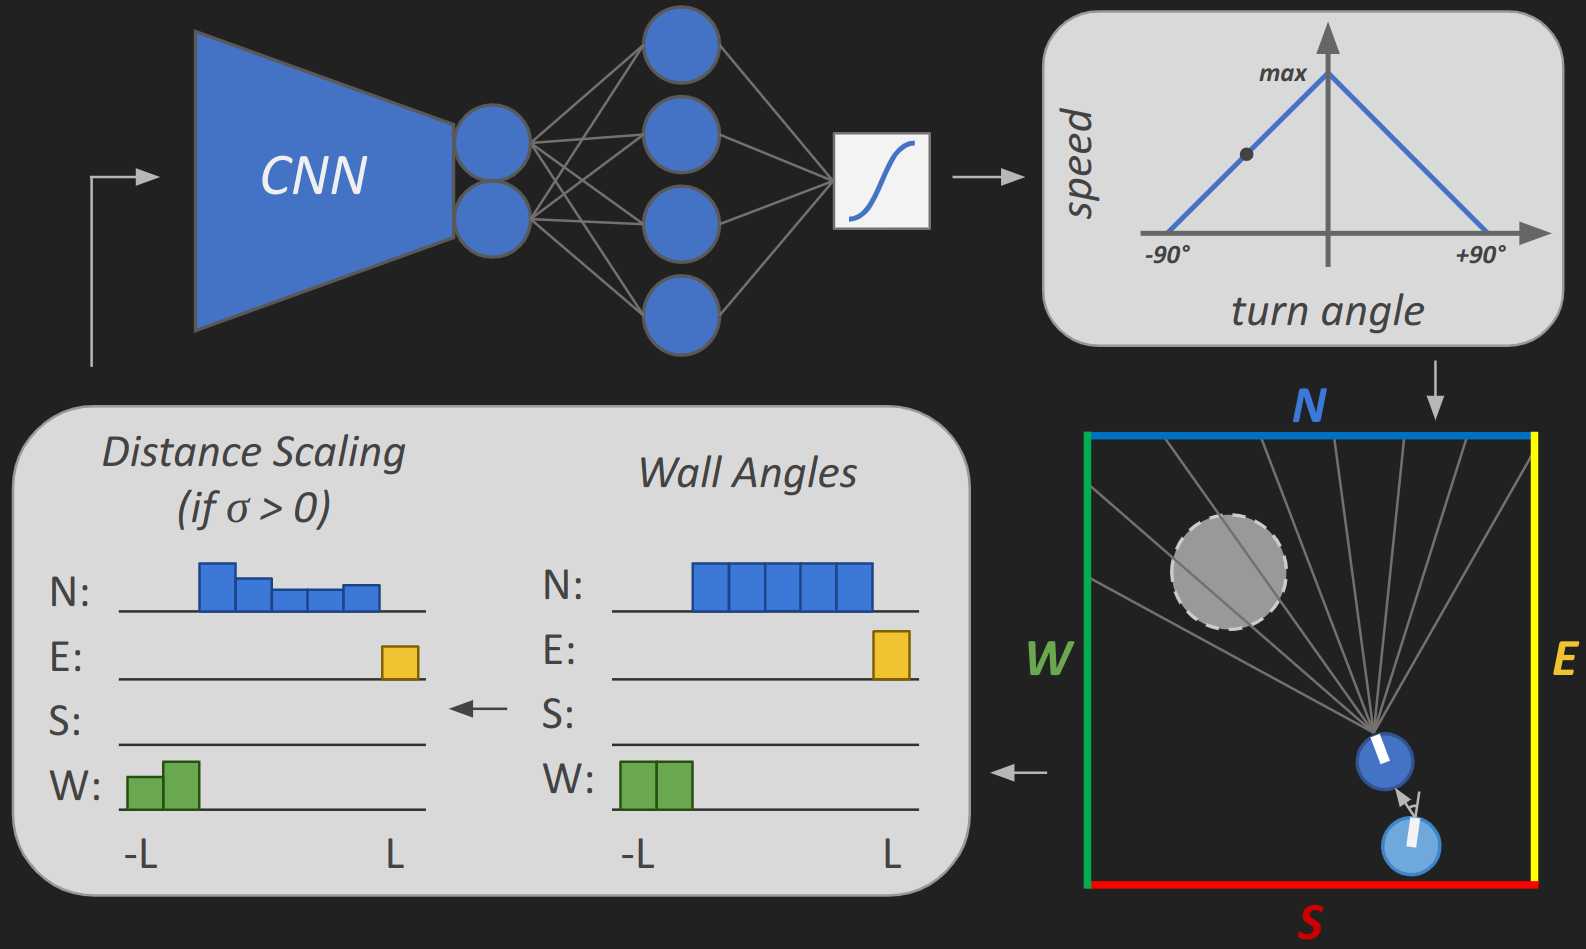 CNN
max
speed
-90°
+90°
turn angle
Distance Scaling
(if σ > 0)
N:
E:
S:
W:
-L
L
Wall Angles
N:
E:
S:
W:
-L
L
N
W
E
S